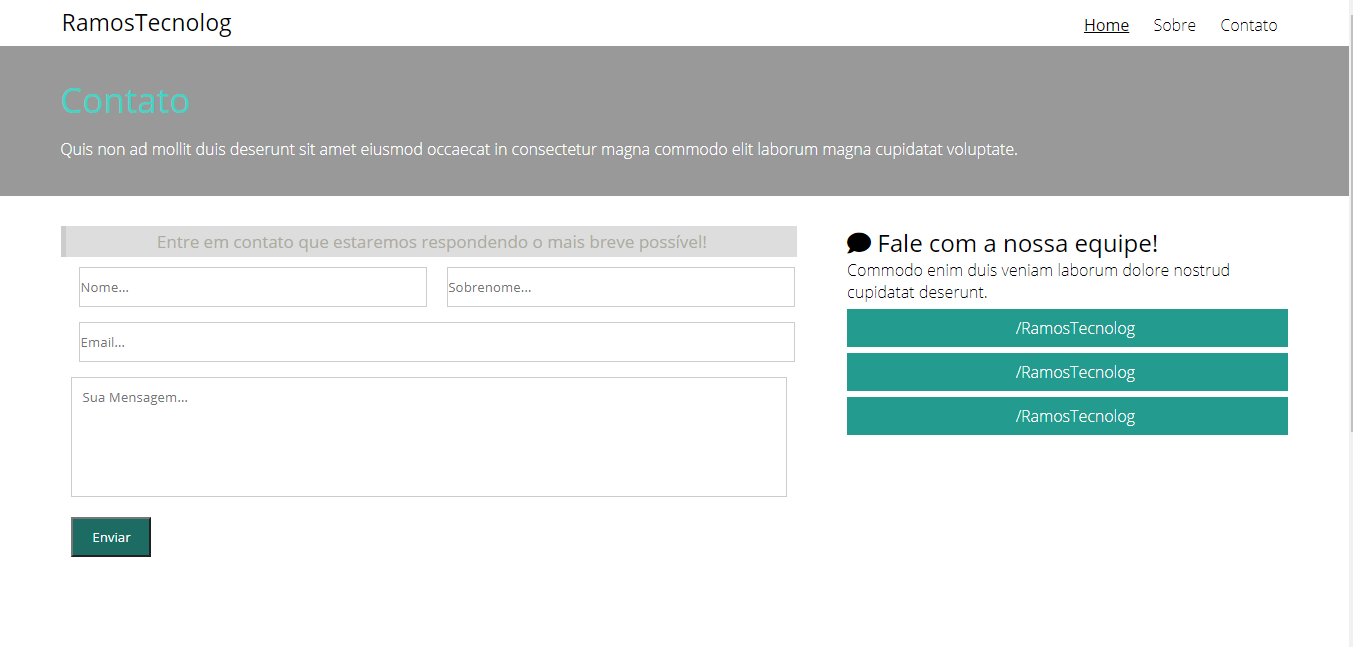 RamosTecnolog
Home Sobre Contato
Contato
Quis non ad mollit duis deserunt sit amet eiusmod occaecat in consectetur magna commodo elit laborum magna cupidatat voluptate.
Entre em contato que estaremos respondendo o mais breve possível!
Nome...
Sobrenome...
Email...
Sua Mensagem...
Enviar
Fale com a nossa equipe!
Commodo enim duis veniam laborum dolore nostrud
cupidatat deserunt.
/RamosTecnolog
/RamosTecnolog
/RamosTecnolog